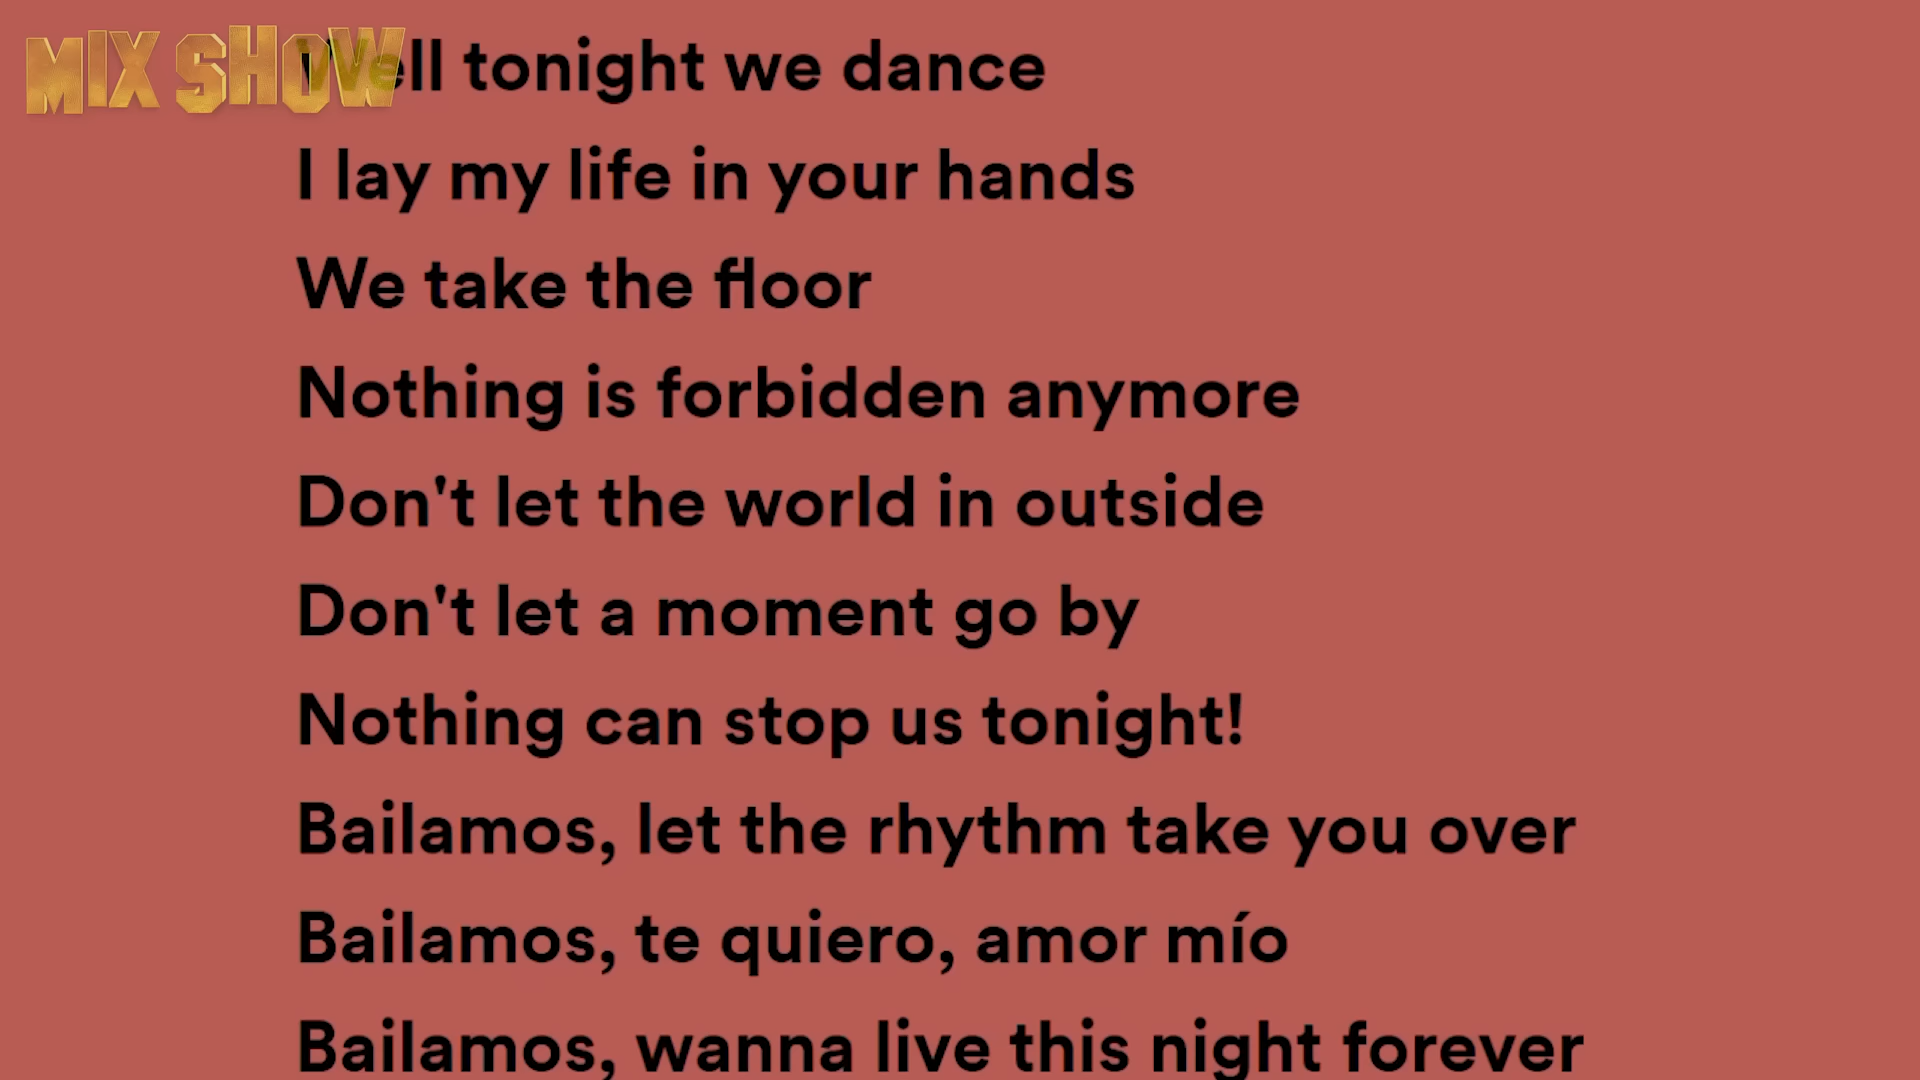 MIX SHOW
Well tonight we dance
I lay my life in your hands
We take the floor
Nothing is forbidden anymore
Don't let the world in outside
Don't let a moment go by
Nothing can stop us tonight!
Bailamos, let the rhythm take you over
Bailamos, te quiero, amor mío
Bailamos, wanna live this night forever